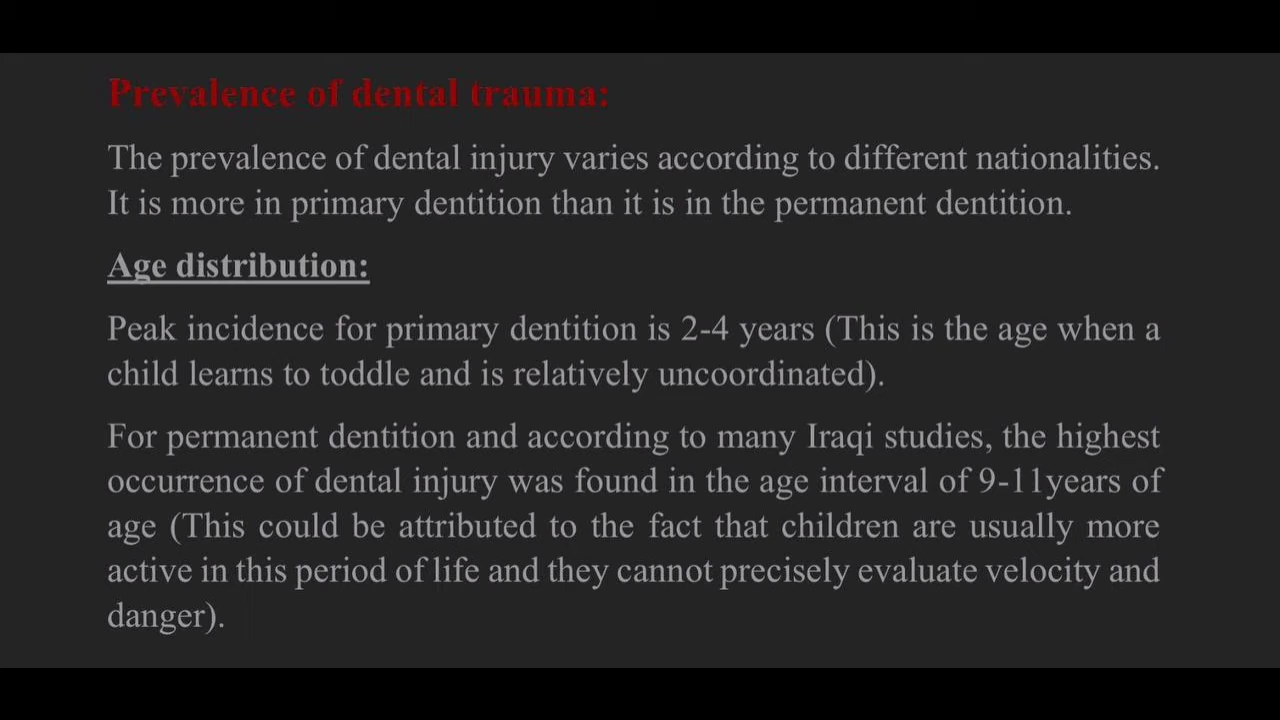 Prevalence of dental trauma:
The prevalence of dental injury varies according to different nationalities.
It is more in primary dentition than it is in the permanent dentition.
Age distribution:
Peak incidence for primary dentition is 2-4 years (This is the age when a
child learns to toddle and is relatively uncoordinated).
For permanent dentition and according to many Iraqi studies, the highest
occurrence of dental injury was found in the age interval of 9-11years of
age (This could be attributed to the fact that children are usually more
active in this period of life and they cannot precisely evaluate velocity and
danger).